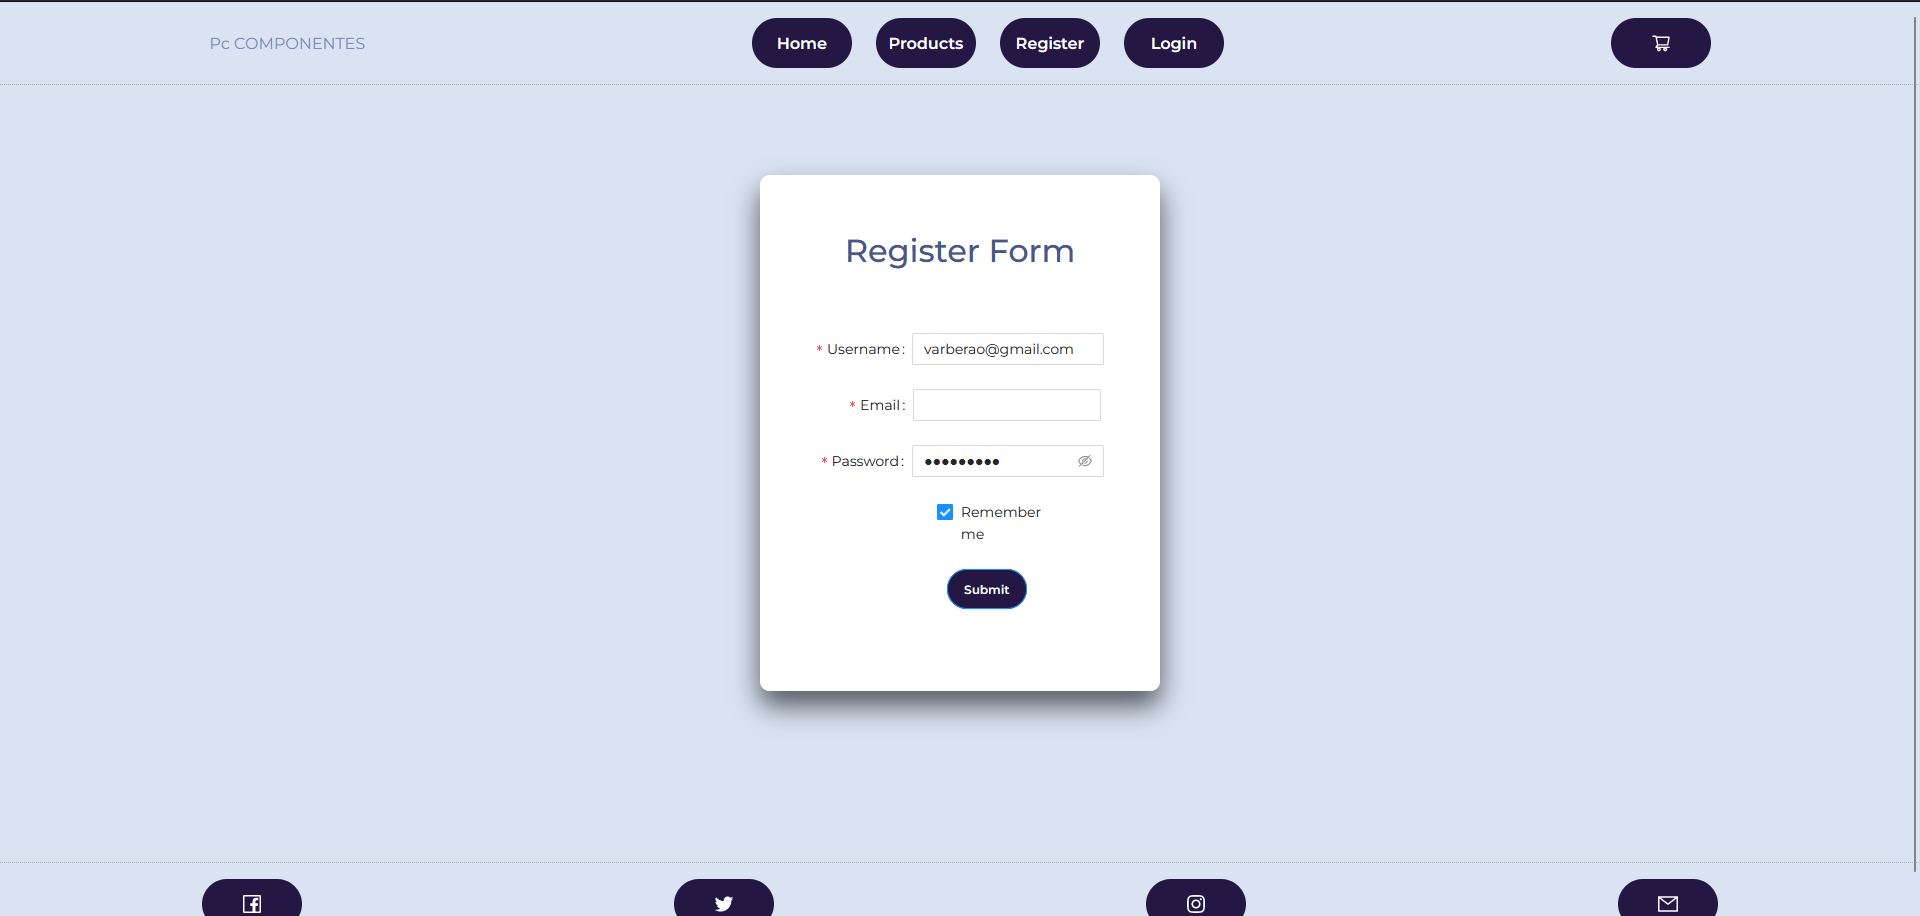 Pc COMPONENTES
Home
Products
Register
Login
Register Form
* Username:
varberao@gmail.com
* Email:
* Password:
●●●●●●●●●
Remember
me
Submit